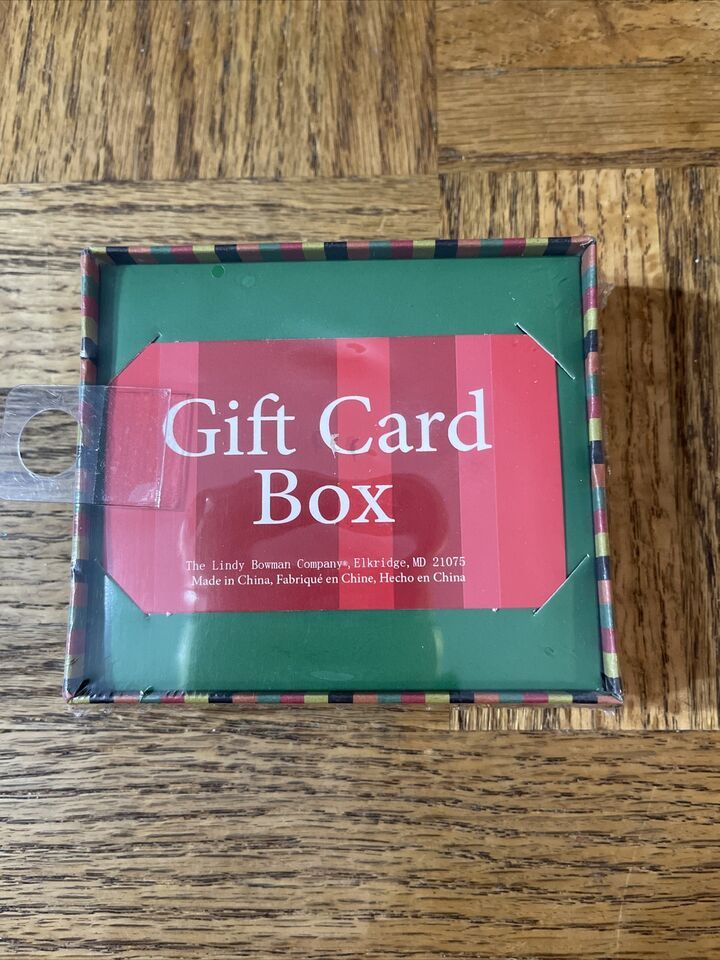 Gift Card
Box
The Lindy Bowman Company®, Elkridge, MD 21075
Made in China, Fabriqué en Chine, Hecho en China